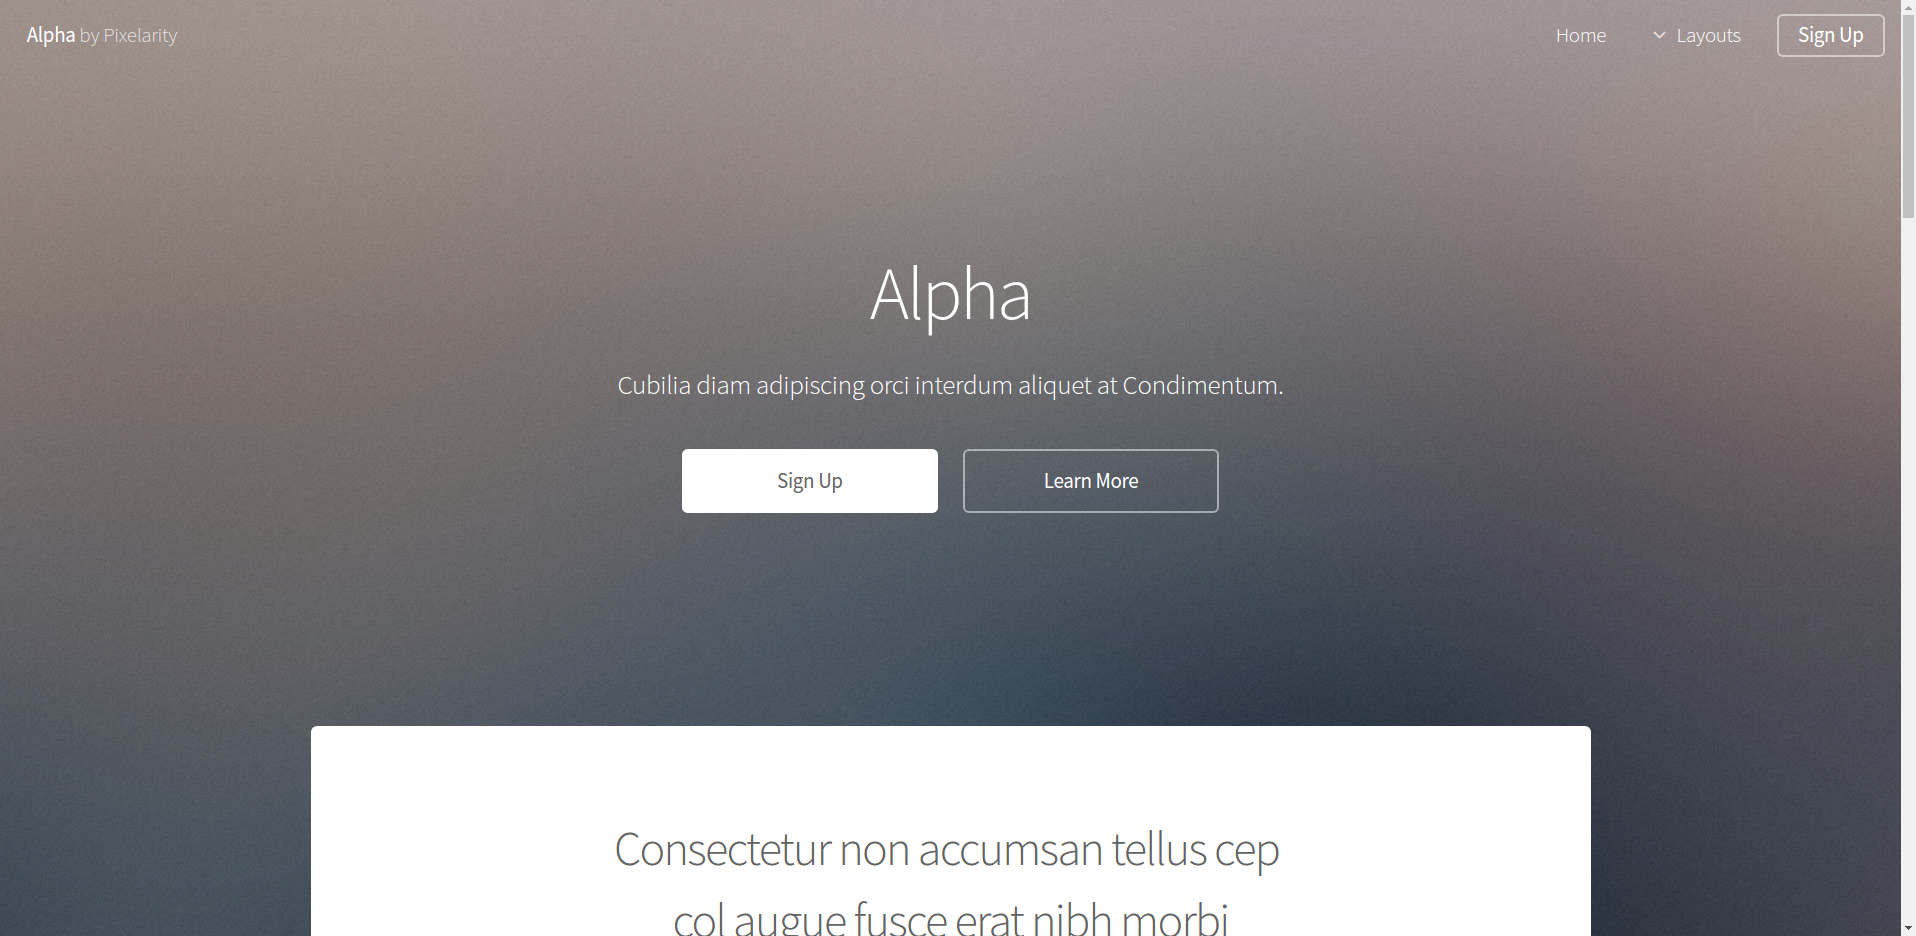 Alpha by Pixelarity
Home
Layouts
Sign Up
Alpha
Cubilia diam adipiscing orci interdum aliquet at Condimentum.
Sign Up
Learn More
Consectetur non accumsan tellus cep
col augue fusce erat nibh morbi